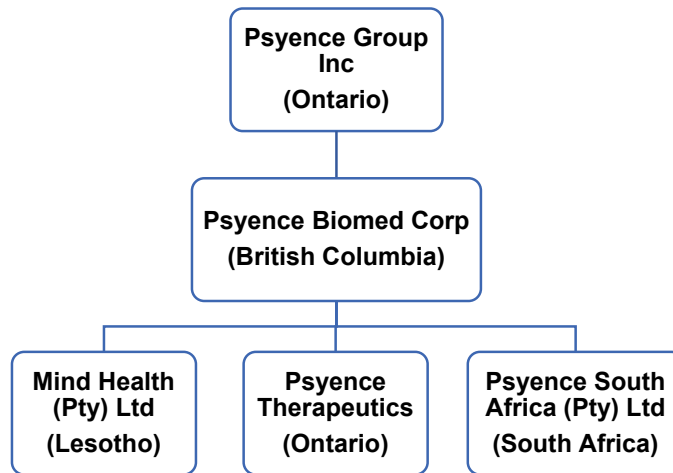 Psyence Group
Inc
(Ontario)
Psyence Biomed Corp
(British Columbia)
Mind Health
(Pty) Ltd
(Lesotho)
Psyence
Therapeutics
(Ontario)
Psyence South
Africa (Pty) Ltd
(South Africa)